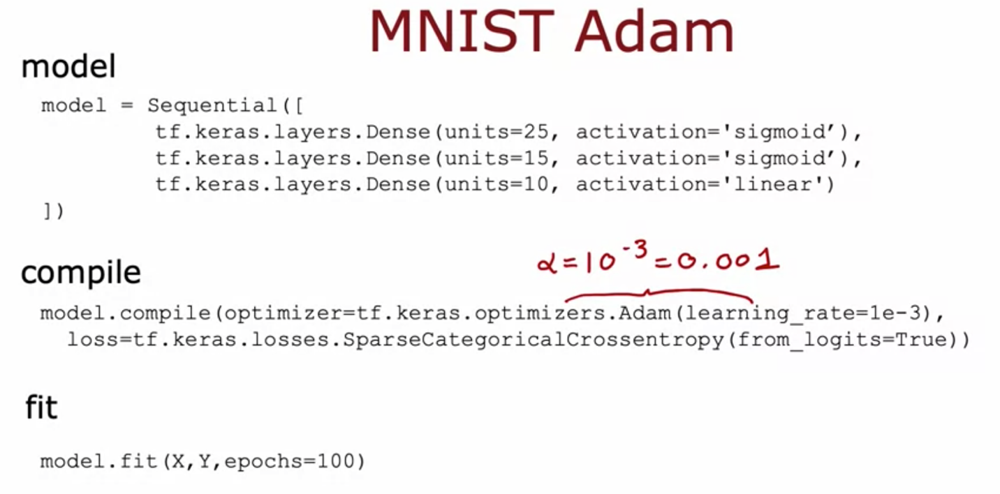 MNIST Adam
model
model = Sequential([
tf.keras.layers.Dense(units=25, activation='sigmoid’),
tf.keras.layers.Dense(units=15, activation='sigmoid’),
tf.keras.layers.Dense(units=10, activation='linear')
])
α=10⁻³=0.001
compile
model.compile(optimizer=tf.keras.optimizers.Adam(learning_rate=1e-3),
loss=tf.keras.losses.SparseCategoricalCrossentropy(from_logits=True))
fit
model.fit(X,Y,epochs=100)